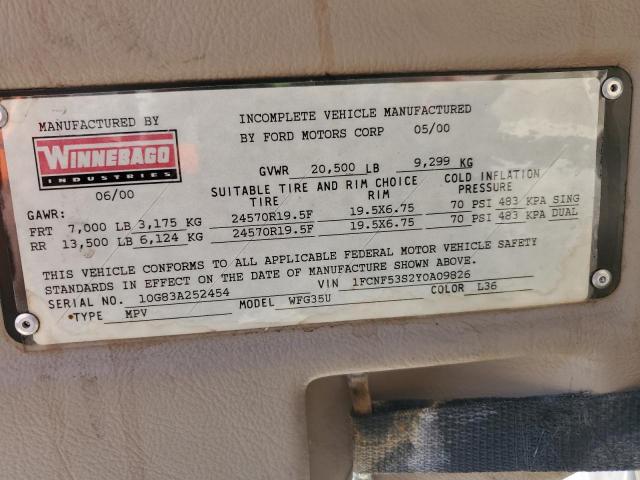 MANUFACTURED BY
WINNEBAGO
INDUSTRIES
06/00
INCOMPLETE VEHICLE MANUFACTURED
BY FORD MOTORS CORP 05/00
GVWR 20,500 LB 9,299 KG
SUITABLE TIRE AND RIM CHOICE COLD INFLATION
TIRE RIM PRESSURE
GAWR:
FRT 7,000 LB 3,175 KG 24570R19.5F 19.5X6.75 70 PSI 483 KPA SING
RR 13,500 LB 6,124 KG 24570R19.5F 19.5X6.75 70 PSI 483 KPA DUAL
THIS VEHICLE CONFORMS TO ALL APPLICABLE FEDERAL MOTOR VEHICLE SAFETY
STANDARDS IN EFFECT ON THE DATE OF MANUFACTURE SHOWN ABOVE.
SERIAL NO. 10G83A252454 VIN 1FCNF53S2Y0A09826
TYPE MPV MODEL WFG35U COLOR L36